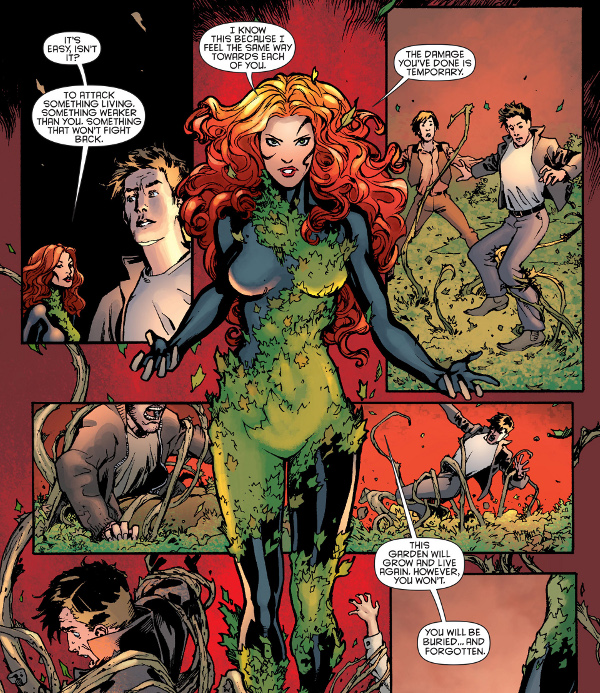 IT'S
EASY, ISN'T
IT?
TO ATTACK
SOMETHING LIVING.
SOMETHING WEAKER
THAN YOU. SOMETHING
THAT WON'T FIGHT
BACK.
I KNOW
THIS BECAUSE I
FEEL THE SAME WAY
TOWARDS EACH
OF YOU.
THE DAMAGE
YOU'VE DONE IS
TEMPORARY.
THIS
GARDEN WILL
GROW AND LIVE
AGAIN. HOWEVER,
YOU WON'T.
YOU WILL BE
BURIED... AND
FORGOTTEN.